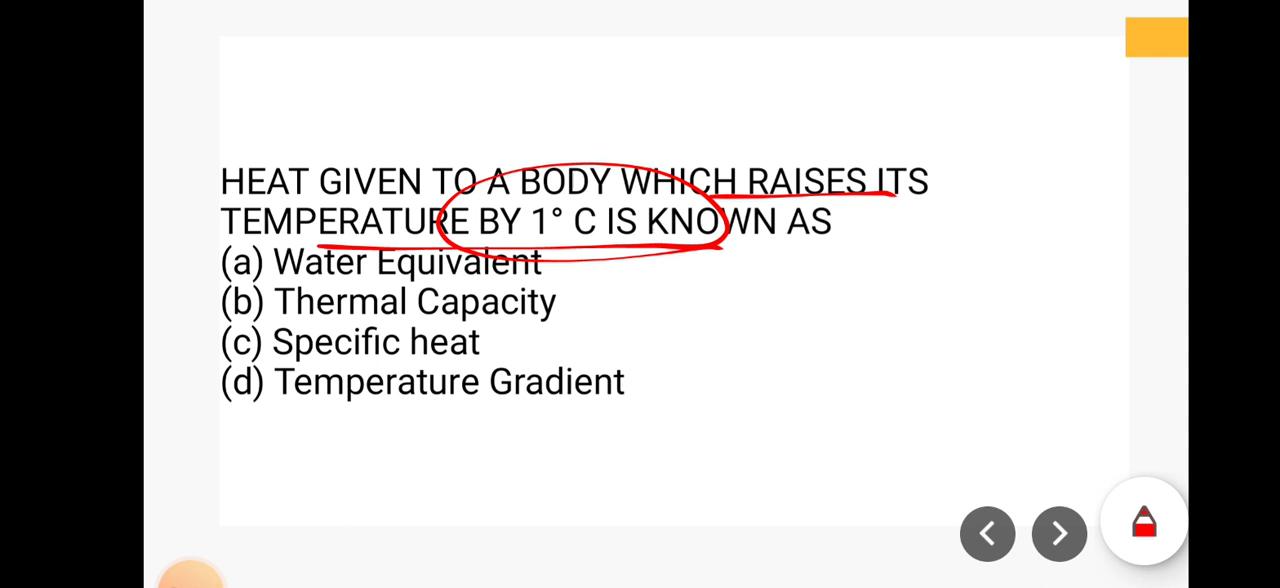 HEAT GIVEN TO A BODY WHICH RAISES ITS
TEMPERATURE BY 1° C IS KNOWN AS
(a) Water Equivalent
(b) Thermal Capacity
(c) Specific heat
(d) Temperature Gradient